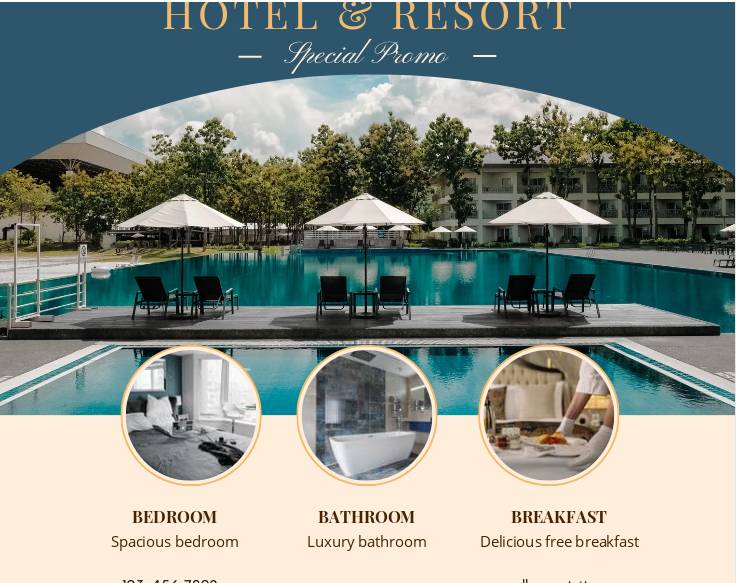 HOTEL & RESORT
Special Promo
BEDROOM
Spacious bedroom
BATHROOM
Luxury bathroom
BREAKFAST
Delicious free breakfast